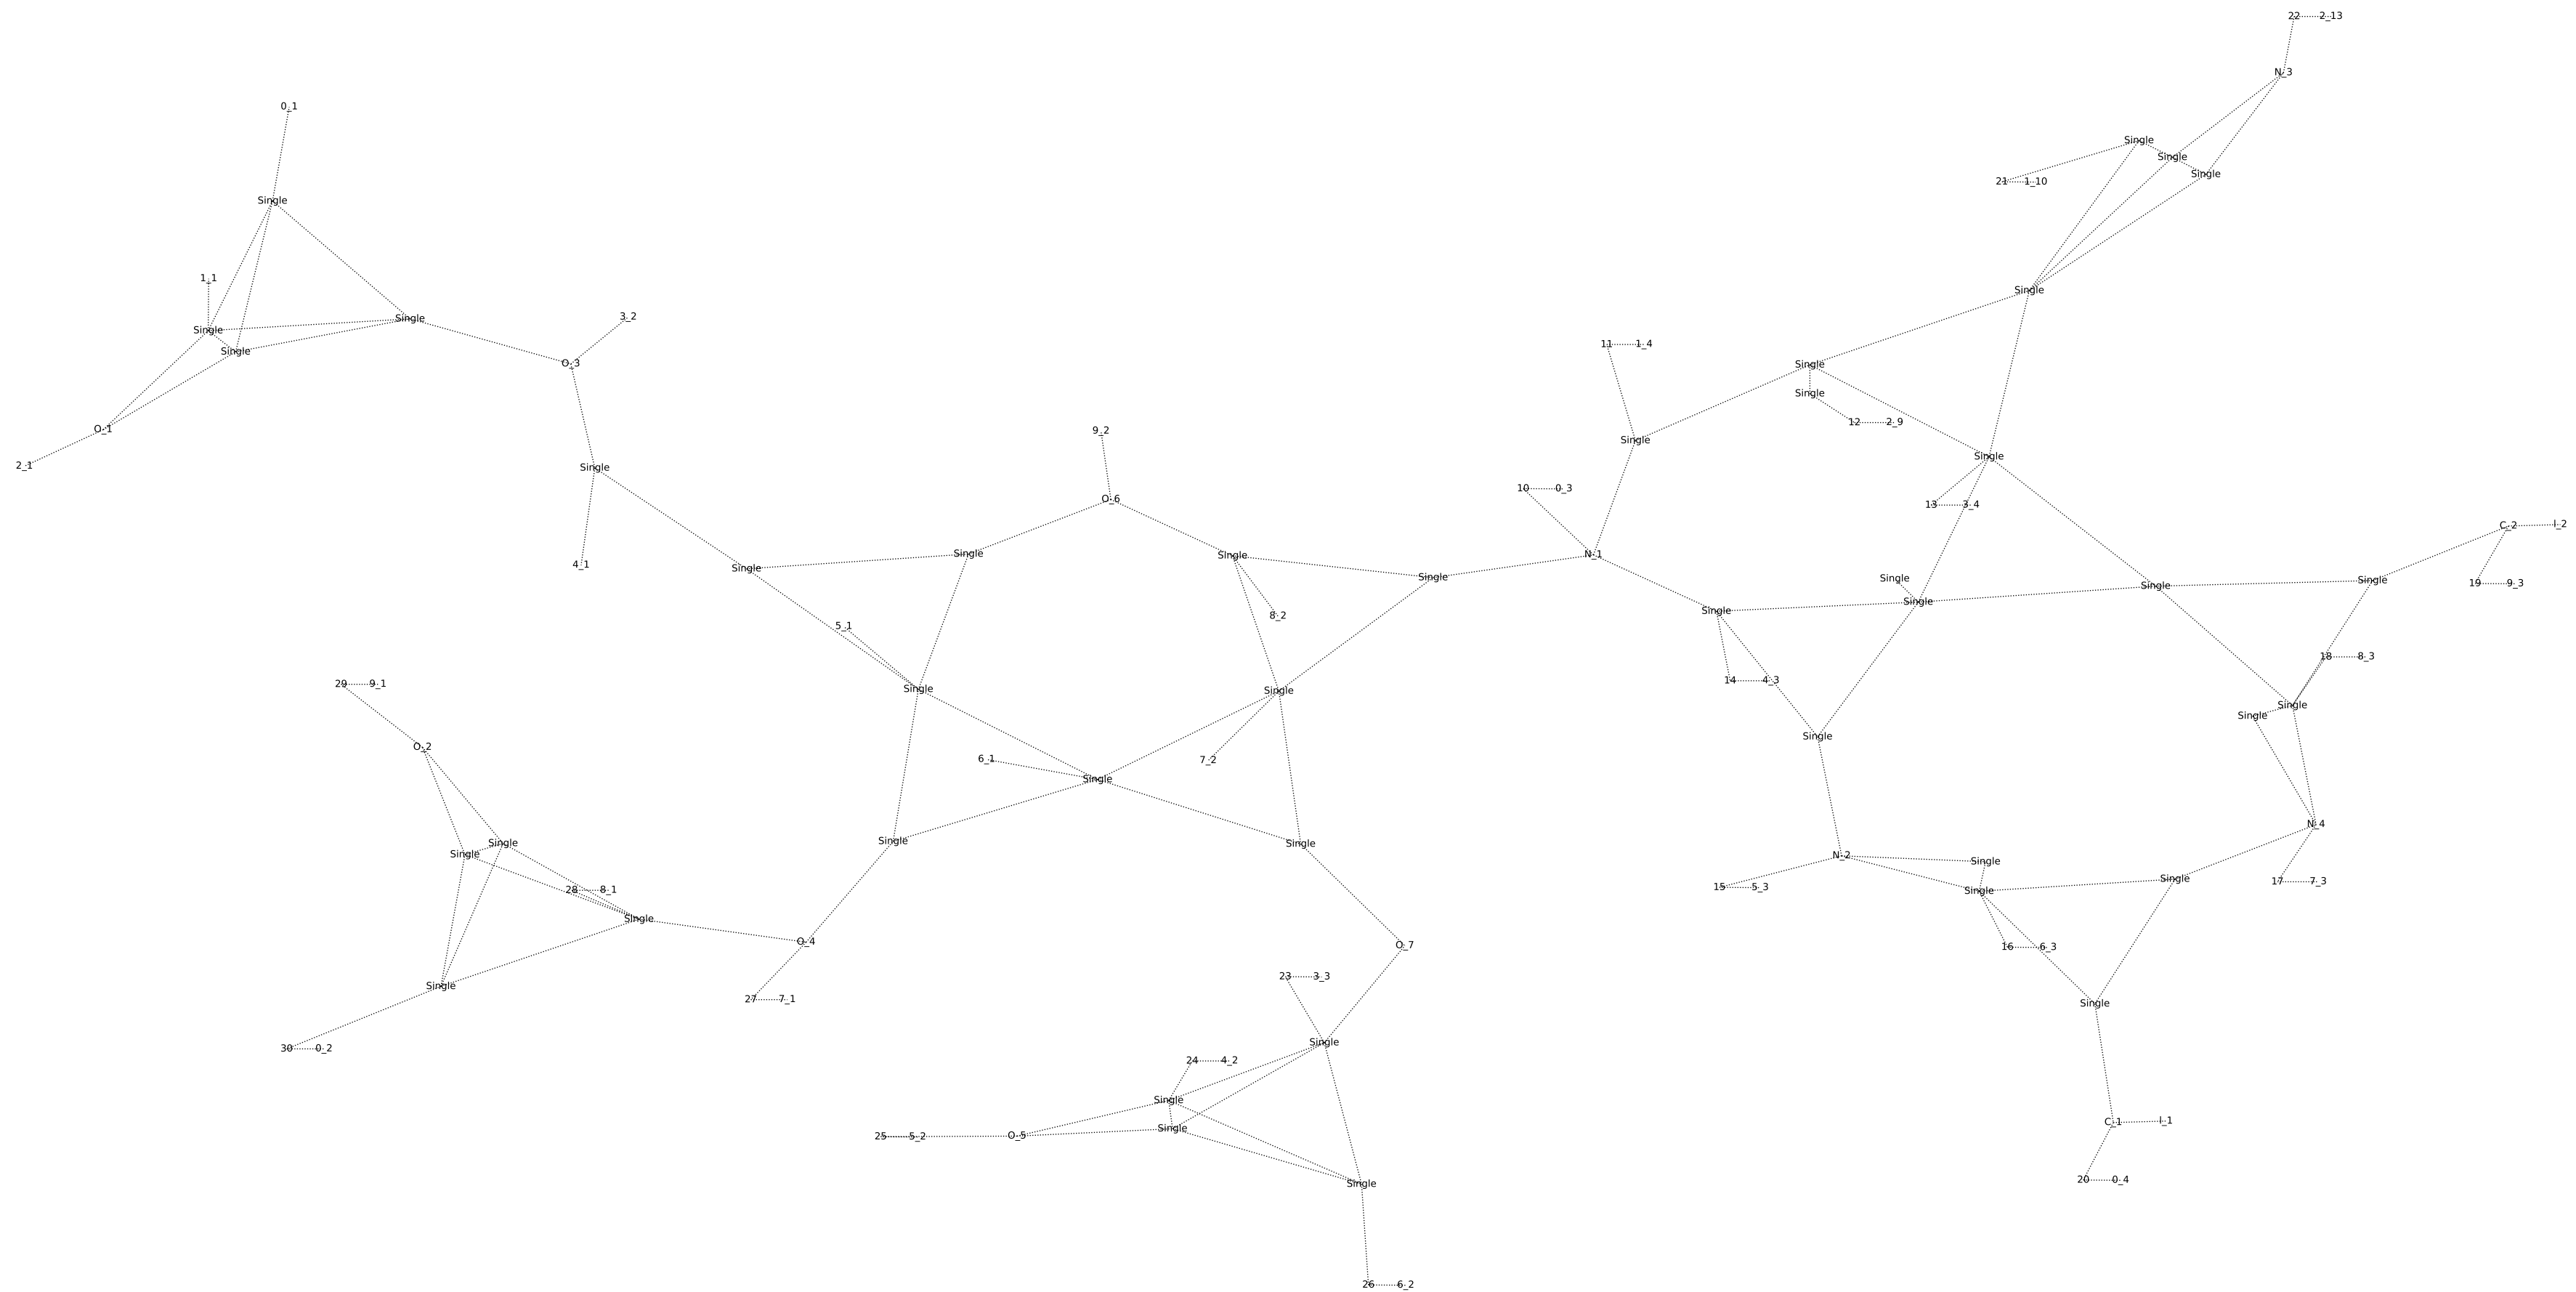 22 2_13
N_3
0_1
Single
Single
Single
21 1_10
Single
1_1
Single
3_2
Single
Single
11 1_4
Single
O_3
Single
Single
12 2_9
O_1
9_2
Single
Single
2_1
Single
10 0_3
O_6
13 3_4
C_2 I_2
Single
Single
N_1
4_1
Single
Single
Single
Single
Single
19 9_3
Single
Single
8_2
5_1
18 8_3
14 4_3
29 9_1
Single
Single
Single
Single
Single
O_2
6_1
7_2
Single
N_4
Single
Single
Single
Single
N_2
Single
Single
17 7_3
15 5_3
28 8_1
Single
Single
O_4
O_7
16 6_3
23 3_3
Single
27 7_1
Single
Single
30 0_2
24 4_2
Single
C_1 I_1
Single
25 5_2
O_5
20 0_4
Single
26 6_2